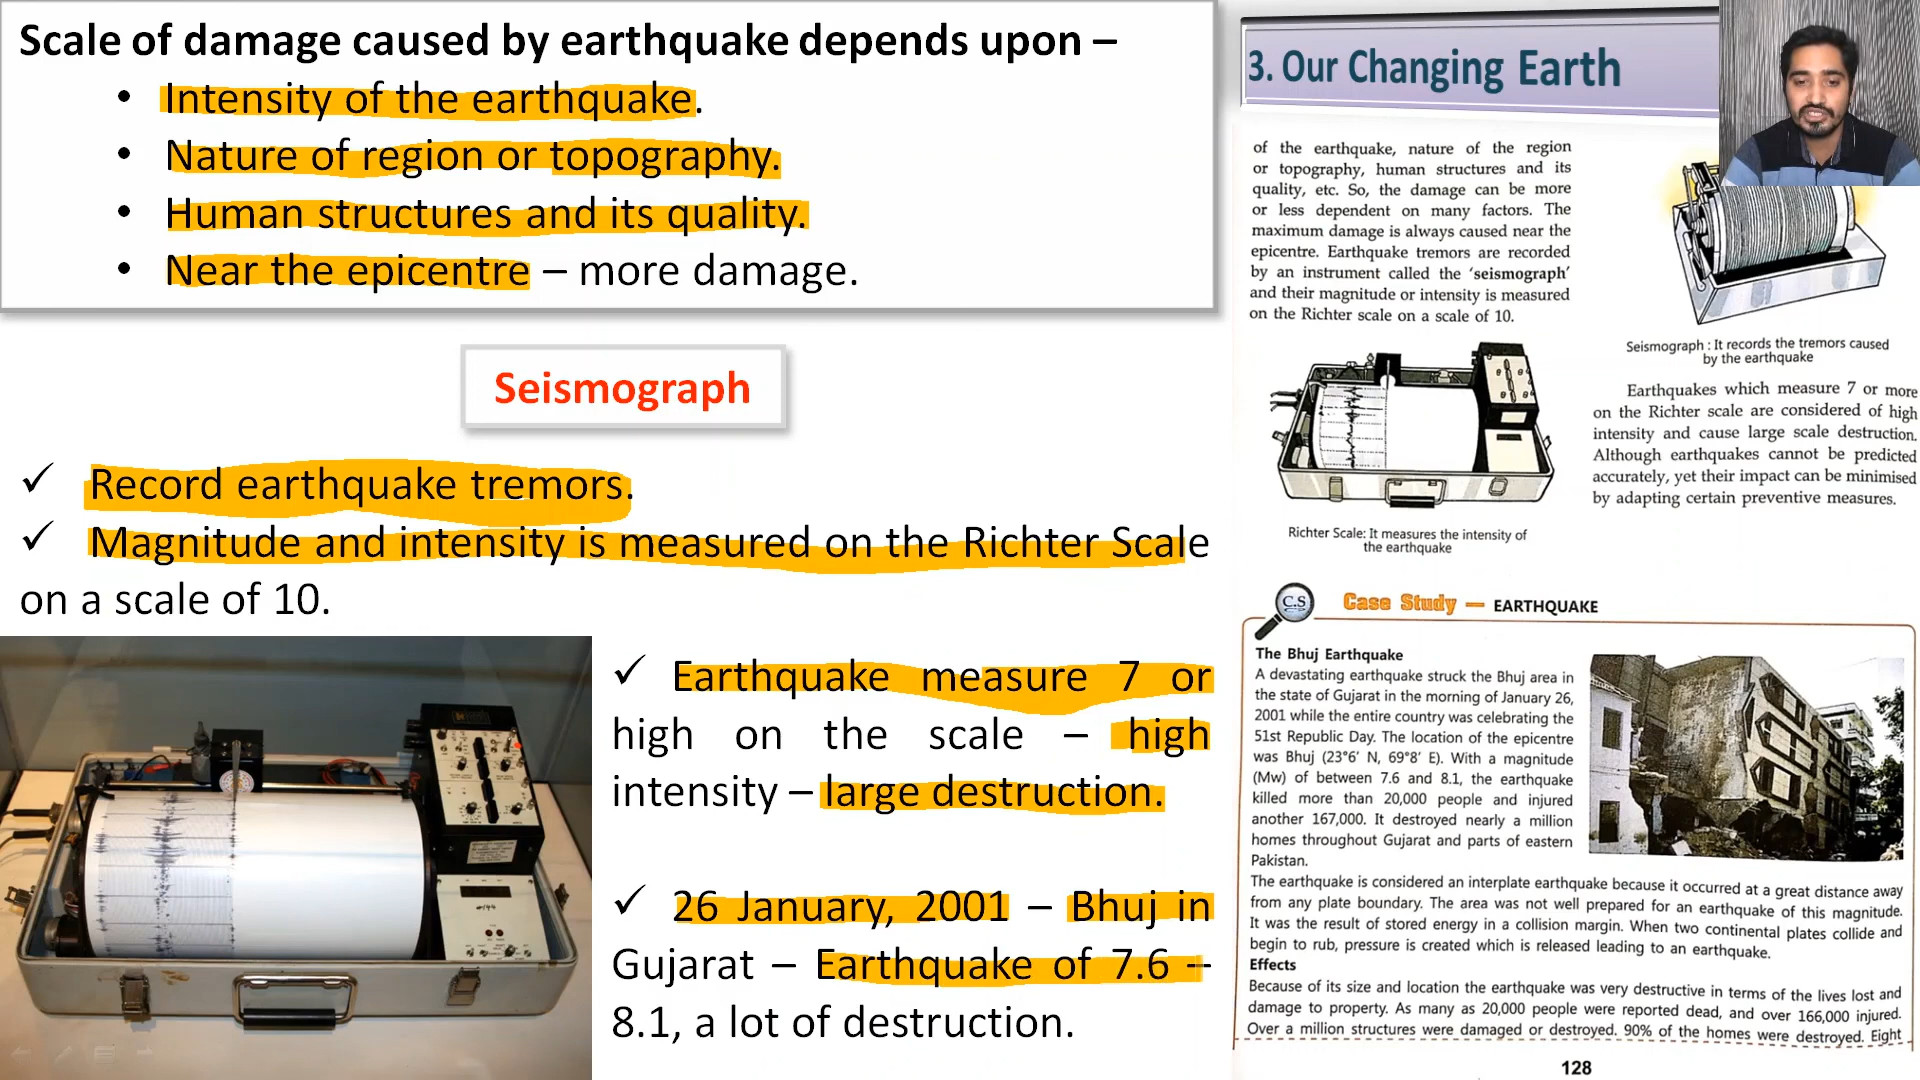 Scale of damage caused by earthquake depends upon –
• Intensity of the earthquake.
• Nature of region or topography.
• Human structures and its quality.
• Near the epicentre – more damage.
Seismograph
✓ Record earthquake tremors.
✓ Magnitude and intensity is measured on the Richter Scale
on a scale of 10.
✓ Earthquake measure 7 or
high on the scale – high
intensity – large destruction.
✓ 26 January, 2001 – Bhuj in
Gujarat – Earthquake of 7.6 –
8.1, a lot of destruction.
3. Our Changing Earth
of the earthquake, nature of the region
or topography, human structures and its
quality, etc. So, the damage can be more
or less dependent on many factors. The
maximum damage is always caused near the
epicentre. Earthquake tremors are recorded
by an instrument called the 'seismograph'
and their magnitude or intensity is measured
on the Richter scale on a scale of 10.
Richter Scale: It measures the intensity of
the earthquake
Seismograph : It records the tremors caused
by the earthquake
Earthquakes which measure 7 or more
on the Richter scale are considered of high
intensity and cause large scale destruction.
Although earthquakes cannot be predicted
accurately, yet their impact can be minimised
by adapting certain preventive measures.
C.S
Case Study — EARTHQUAKE
The Bhuj Earthquake
A devastating earthquake struck the Bhuj area in
the state of Gujarat in the morning of January 26,
2001 while the entire country was celebrating the
51st Republic Day. The location of the epicentre
was Bhuj (23°6' N, 69°8' E). With a magnitude
(Mw) of between 7.6 and 8.1, the earthquake
killed more than 20,000 people and injured
another 167,000. It destroyed nearly a million
homes throughout Gujarat and parts of eastern
Pakistan.
The earthquake is considered an interplate earthquake because it occurred at a great distance away
from any plate boundary. The area was not well prepared for an earthquake of this magnitude.
It was the result of stored energy in a collision margin. When two continental plates collide and
begin to rub, pressure is created which is released leading to an earthquake.
Effects
Because of its size and location the earthquake was very destructive in terms of the lives lost and
damage to property. As many as 20,000 people were reported dead, and over 166,000 injured.
Over a million structures were damaged or destroyed. 90% of the homes were destroyed. Eight
128